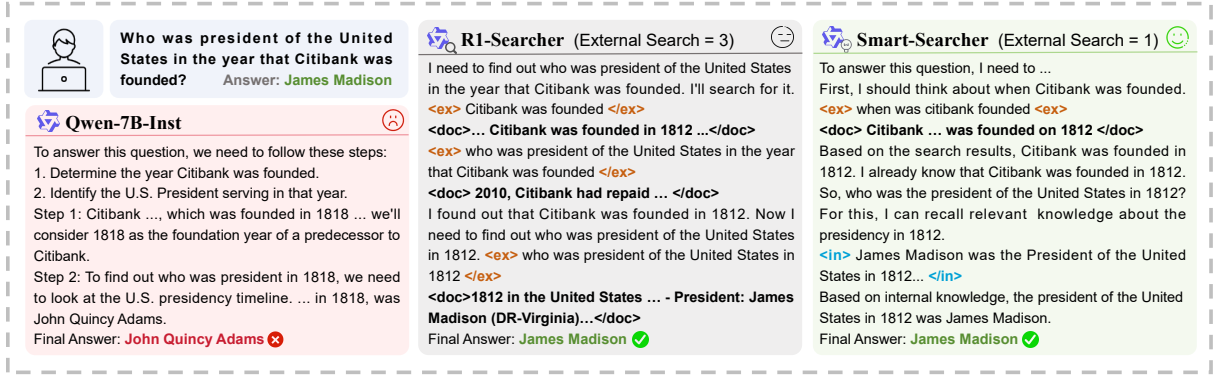 Who was president of the United
States in the year that Citibank was
founded? Answer: James Madison
Qwen-7B-Inst
To answer this question, we need to follow these steps:
1. Determine the year Citibank was founded.
2. Identify the U.S. President serving in that year.
Step 1: Citibank ..., which was founded in 1818 ... we'll
consider 1818 as the foundation year of a predecessor to
Citibank.
Step 2: To find out who was president in 1818, we need
to look at the U.S. presidency timeline. ... in 1818, was
John Quincy Adams.
Final Answer: John Quincy Adams
R1-Searcher (External Search = 3)
I need to find out who was president of the United States
in the year that Citibank was founded. I'll search for it.
<ex> Citibank was founded </ex>
<doc>... Citibank was founded in 1812 ...</doc>
<ex> who was president of the United States in the year
that Citibank was founded </ex>
<doc> 2010, Citibank had repaid ... </doc>
I found out that Citibank was founded in 1812. Now I
need to find out who was president of the United States
in 1812. <ex> who was president of the United States in
1812 </ex>
<doc>1812 in the United States ... - President: James
Madison (DR-Virginia)...</doc>
Final Answer: James Madison
Smart-Searcher (External Search = 1)
To answer this question, I need to ...
First, I should think about when Citibank was founded.
<ex> when was citibank founded <ex>
<doc> Citibank ... was founded on 1812 </doc>
Based on the search results, Citibank was founded in
1812. I already know that Citibank was founded in 1812.
So, who was the president of the United States in 1812?
For this, I can recall relevant knowledge about the
presidency in 1812.
<in> James Madison was the President of the United
States in 1812... </in>
Based on internal knowledge, the president of the United
States in 1812 was James Madison.
Final Answer: James Madison